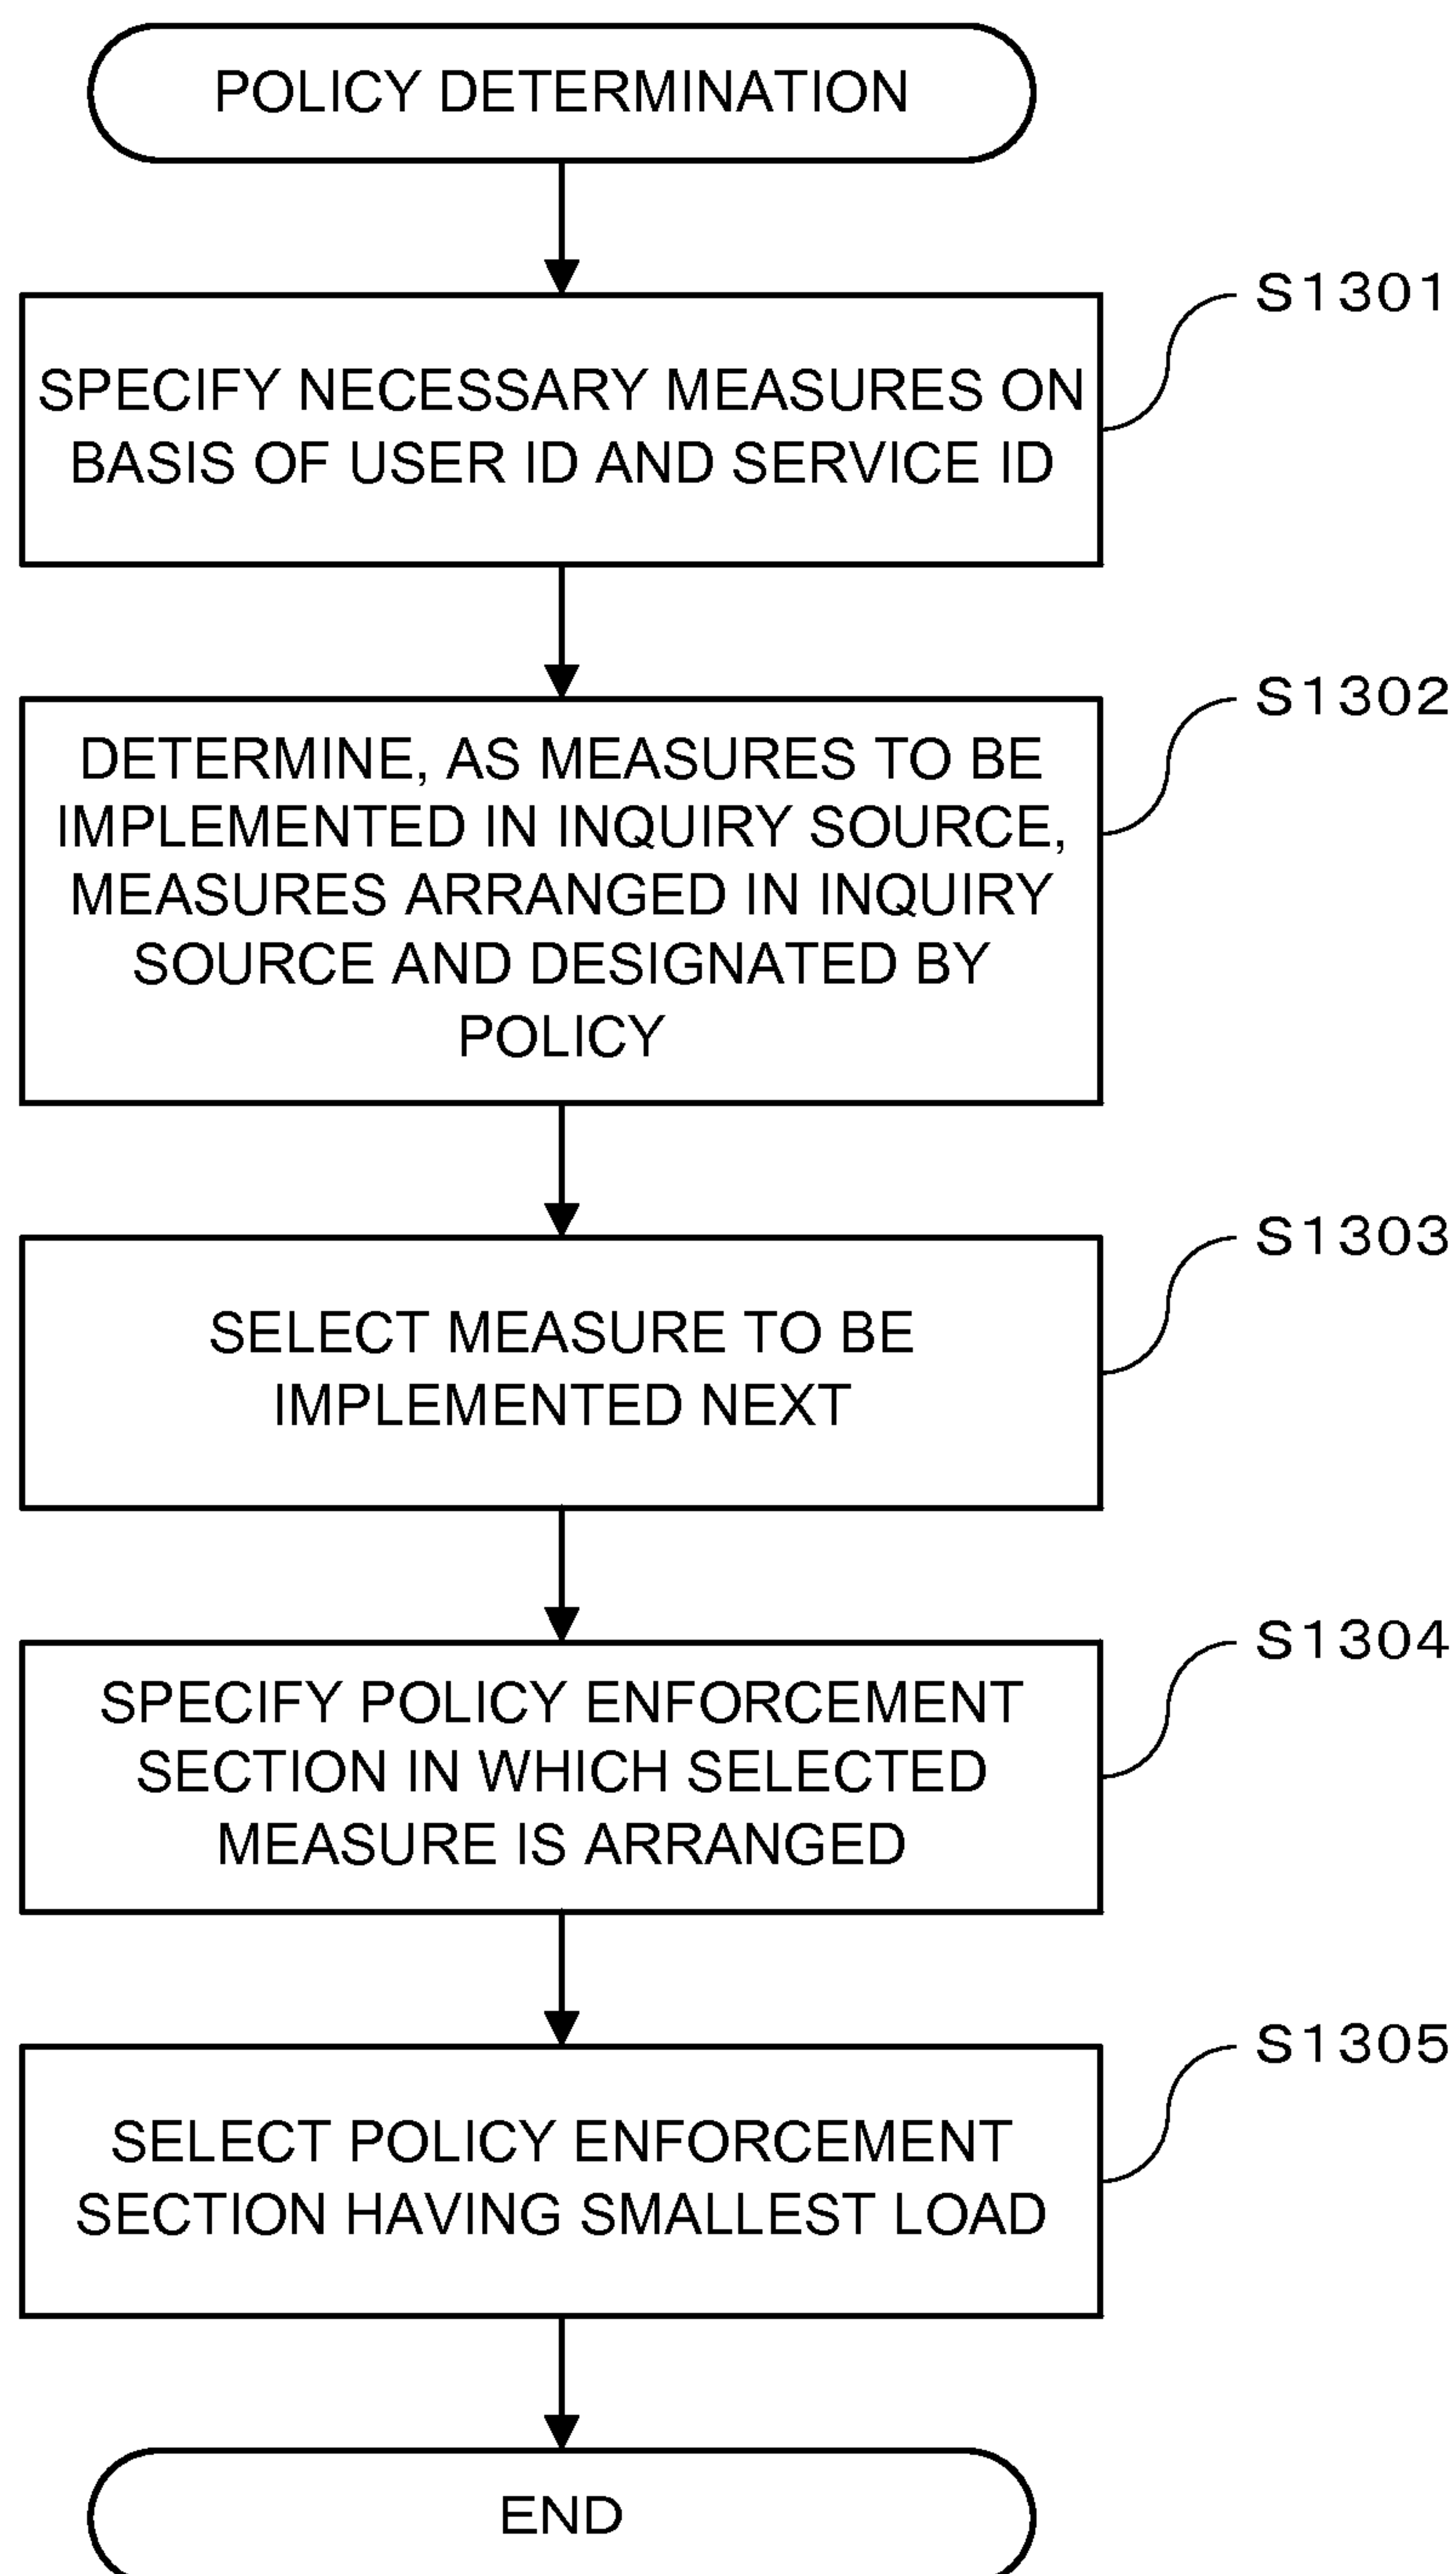 POLICY DETERMINATION
S1301
SPECIFY NECESSARY MEASURES ON
BASIS OF USER ID AND SERVICE ID
S1302
DETERMINE, AS MEASURES TO BE
IMPLEMENTED IN INQUIRY SOURCE,
MEASURES ARRANGED IN INQUIRY
SOURCE AND DESIGNATED BY
POLICY
S1303
SELECT MEASURE TO BE
IMPLEMENTED NEXT
S1304
SPECIFY POLICY ENFORCEMENT
SECTION IN WHICH SELECTED
MEASURE IS ARRANGED
S1305
SELECT POLICY ENFORCEMENT
SECTION HAVING SMALLEST LOAD
END